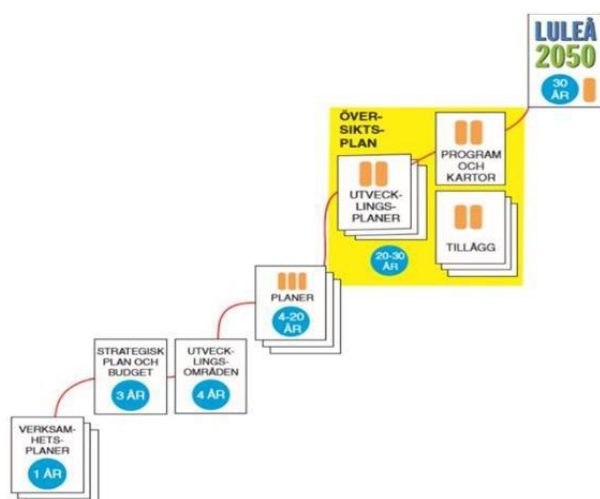 LULEÅ
2050
30
ÅR
ÖVER-
SIKTS-
PLAN
PROGRAM
OCH
KARTOR
UTVECK-
LINGS-
PLANER
TILLÄGG
20-30
ÅR
PLANER
4-20
ÅR
STRATEGISK
PLAN OCH
BUDGET
3 ÅR
UTVECK-
LINGS-
OMRÅDEN
4 ÅR
VERKSAM-
HETS-
PLANER
1 ÅR